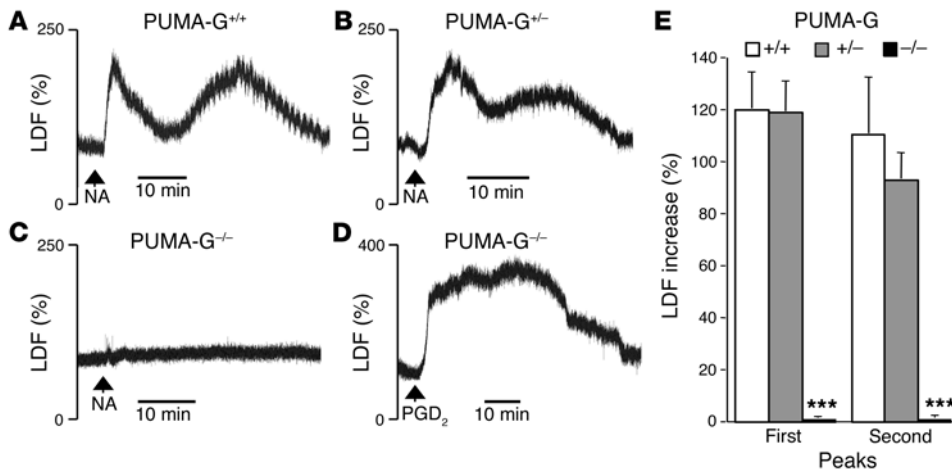 A PUMA-G+/+
250
LDF (%)
0
NA
10 min
B PUMA-G+/–
250
LDF (%)
0
NA
10 min
C PUMA-G–/–
250
LDF (%)
0
NA
10 min
D PUMA-G–/–
400
LDF (%)
0
PGD2
10 min
E PUMA-G
+/+ +/– –/–
140
120
100
80
60
40
20
0
LDF increase (%)
*** ***
First Second
Peaks